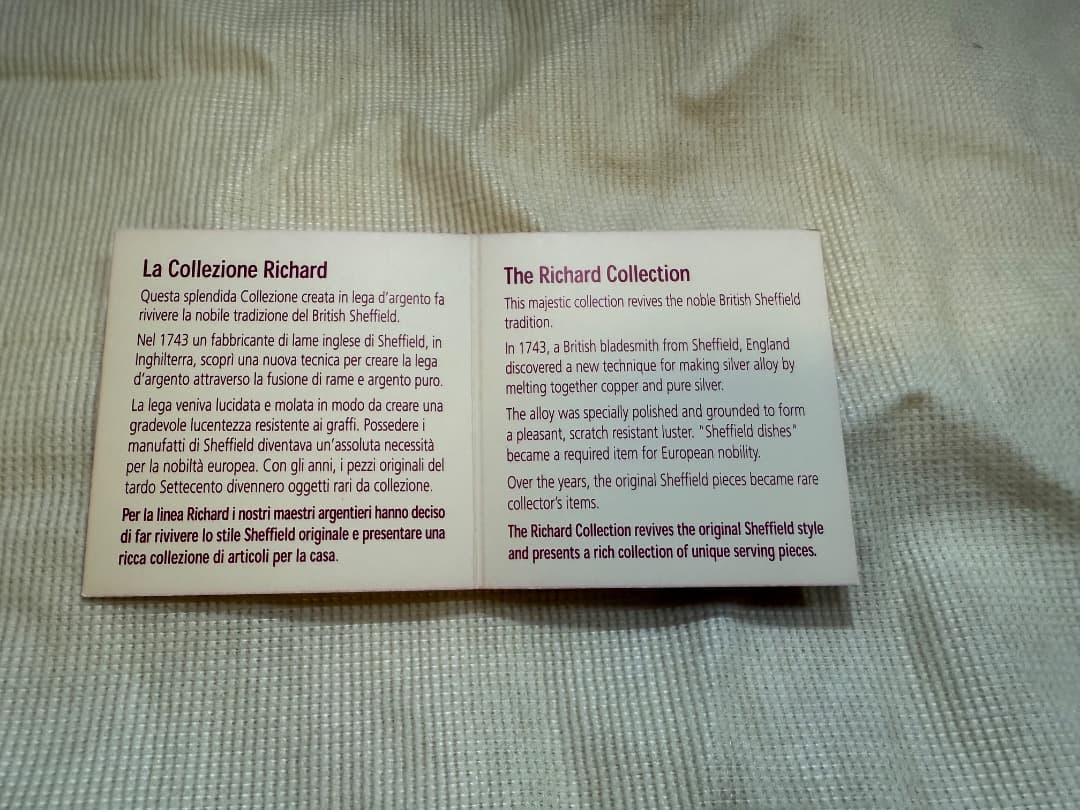 La Collezione Richard
Questa splendida Collezione creata in lega d'argento fa
rivivere la nobile tradizione del British Sheffield.
Nel 1743 un fabbricante di lame inglese di Sheffield, in
Inghilterra, scoprì una nuova tecnica per creare la lega
d'argento attraverso la fusione di rame e argento puro.
La lega veniva lucidata e molata in modo da creare una
gradevole lucentezza resistente ai graffi. Possedere i
manufatti di Sheffield diventava un'assoluta necessità
per la nobiltà europea. Con gli anni, i pezzi originali del
tardo Settecento divennero oggetti rari da collezione.
Per la linea Richard i nostri maestri argentieri hanno deciso
di far rivivere lo stile Sheffield originale e presentare una
ricca collezione di articoli per la casa.
The Richard Collection
This majestic collection revives the noble British Sheffield
tradition.
In 1743, a British bladesmith from Sheffield, England
discovered a new technique for making silver alloy by
melting together copper and pure silver.
The alloy was specially polished and grounded to form
a pleasant, scratch resistant luster. "Sheffield dishes"
became a required item for European nobility.
Over the years, the original Sheffield pieces became rare
collector's items.
The Richard Collection revives the original Sheffield style
and presents a rich collection of unique serving pieces.